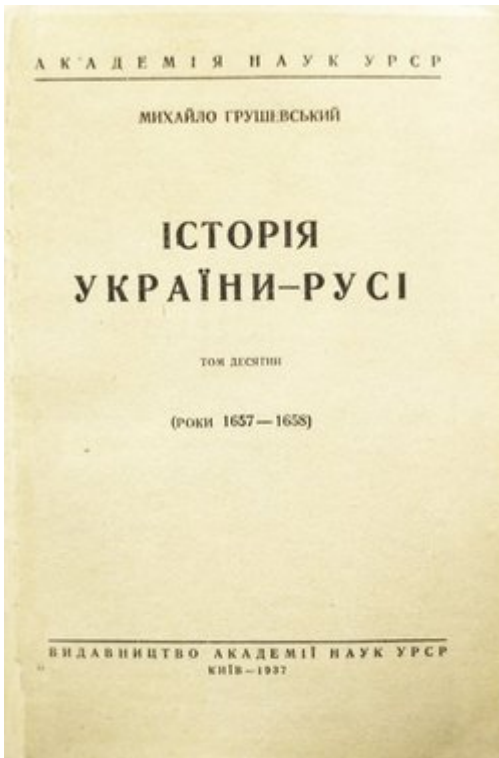 АКАДЕМІЯ НАУК УРСР
МИХАЙЛО ГРУШЕВСЬКИЙ
ІСТОРІЯ
УКРАЇНИ–РУСІ
ТОМ ДЕСЯТИЙ
(РОКИ 1657—1658)
ВИДАВНИЦТВО АКАДЕМІЇ НАУК УРСР
КИЇВ—1937